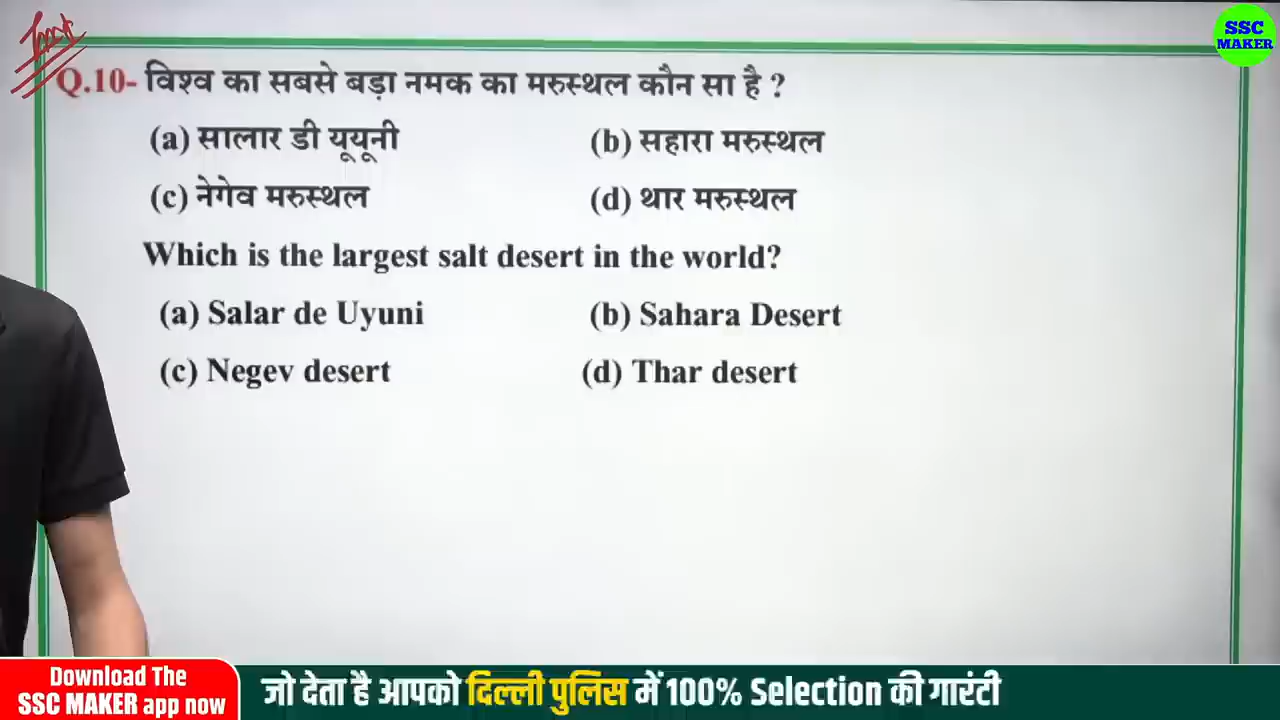 SSC
MAKER
Q.10- विश्व का सबसे बड़ा नमक का मरुस्थल कौन सा है ?
(a) सालार डी यूयूनी (b) सहारा मरुस्थल
(c) नेगेव मरुस्थल (d) थार मरुस्थल
Which is the largest salt desert in the world?
(a) Salar de Uyuni (b) Sahara Desert
(c) Negev desert (d) Thar desert
Download The
SSC MAKER app now
जो देता है आपको दिल्ली पुलिस में 100% Selection की गारंटी